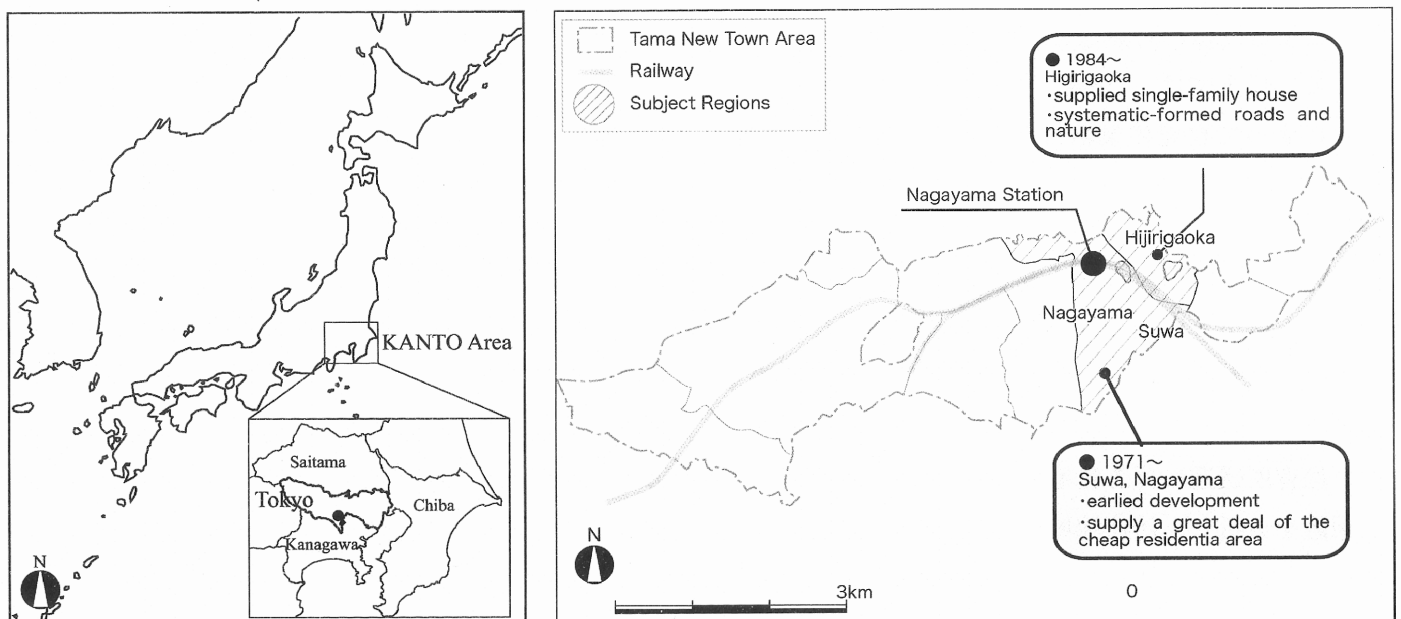 KANTO Area
Saitama
Tokyo
Chiba
Kanagawa
N
Tama New Town Area
Railway
Subject Regions
● 1984～
Higirigaoka
・supplied single-family house
・systematic-formed roads and
nature
Nagayama Station
Hijirigaoka
Nagayama
Suwa
● 1971～
Suwa, Nagayama
・earlied development
・supply a great deal of the
cheap residentia area
N
3km
0